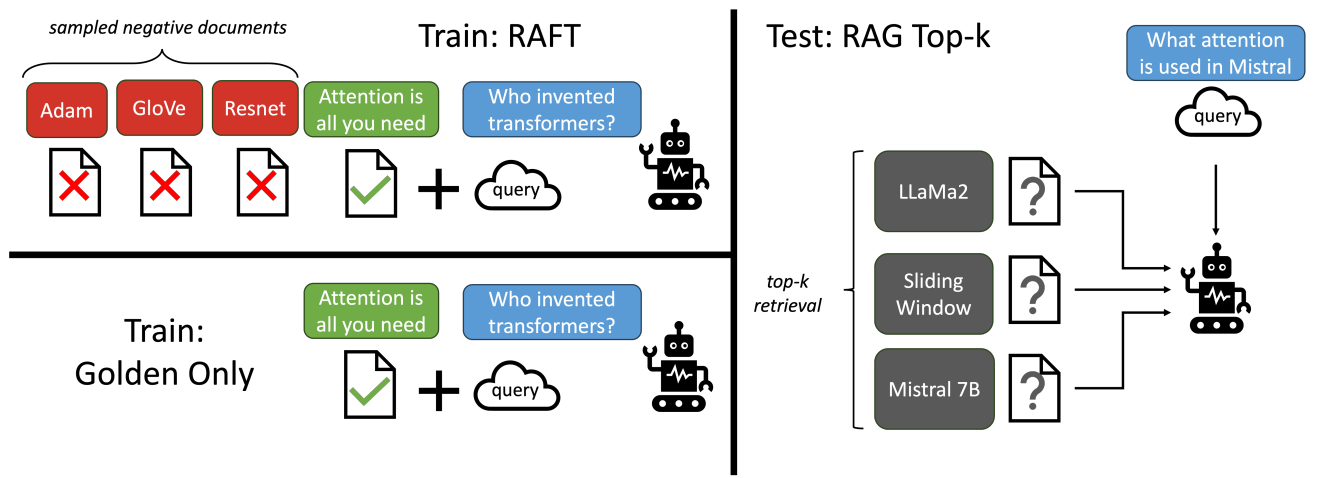 sampled negative documents
Train: RAFT
Adam
GloVe
Resnet
Attention is
all you need
Who invented
transformers?
query
Train:
Golden Only
Attention is
all you need
Who invented
transformers?
query
Test: RAG Top-k
What attention
is used in Mistral
query
top-k
retrieval
LLaMa2
?
Sliding
Window
?
Mistral 7B
?